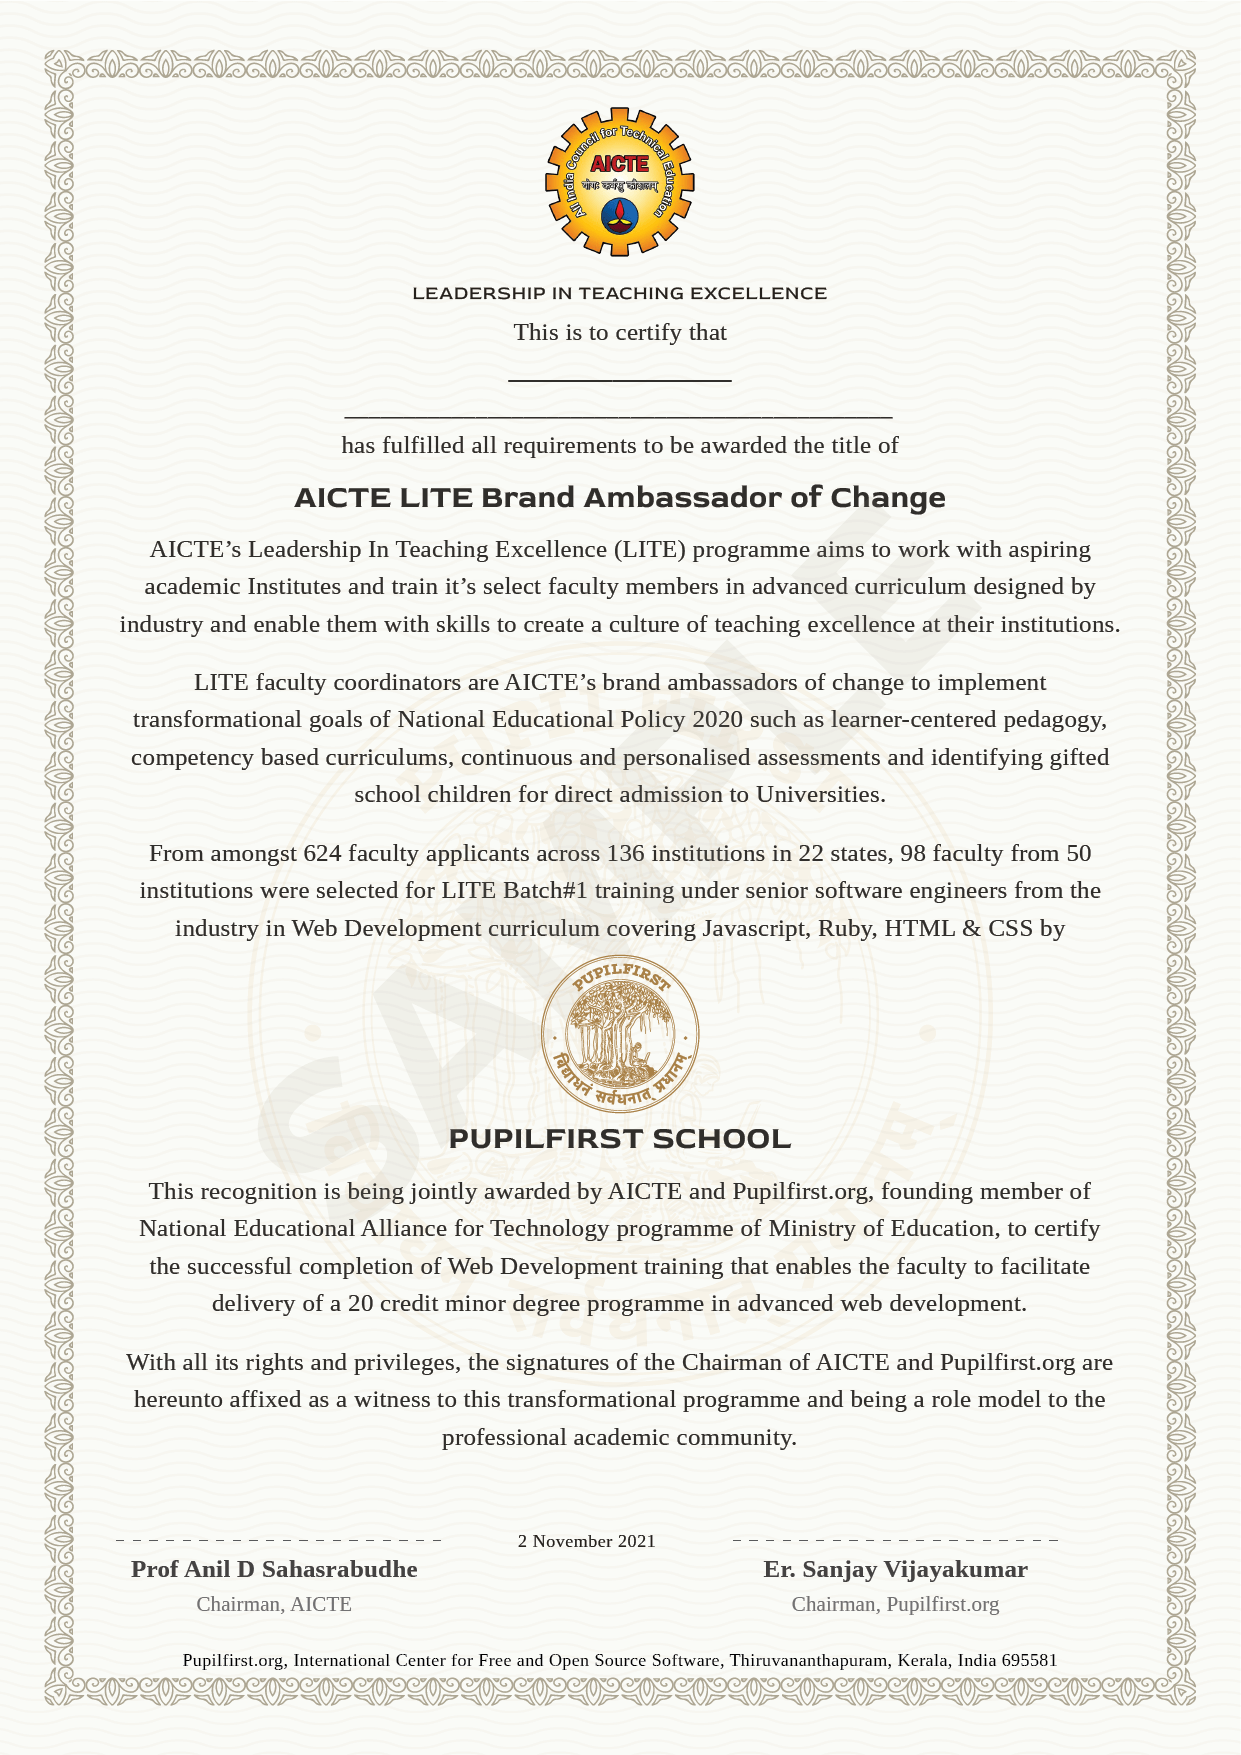 All India Council for Technical Education
AICTE
योगः कर्मसु कौशलम्
LEADERSHIP IN TEACHING EXCELLENCE
This is to certify that
has fulfilled all requirements to be awarded the title of
AICTE LITE Brand Ambassador of Change
AICTE’s Leadership In Teaching Excellence (LITE) programme aims to work with aspiring
academic Institutes and train it’s select faculty members in advanced curriculum designed by
industry and enable them with skills to create a culture of teaching excellence at their institutions.
LITE faculty coordinators are AICTE’s brand ambassadors of change to implement
transformational goals of National Educational Policy 2020 such as learner-centered pedagogy,
competency based curriculums, continuous and personalised assessments and identifying gifted
school children for direct admission to Universities.
From amongst 624 faculty applicants across 136 institutions in 22 states, 98 faculty from 50
institutions were selected for LITE Batch#1 training under senior software engineers from the
industry in Web Development curriculum covering Javascript, Ruby, HTML & CSS by
SAMPLE
PUPILFIRST
विद्याधनं सर्वधनात् प्रधानम्
PUPILFIRST SCHOOL
This recognition is being jointly awarded by AICTE and Pupilfirst.org, founding member of
National Educational Alliance for Technology programme of Ministry of Education, to certify
the successful completion of Web Development training that enables the faculty to facilitate
delivery of a 20 credit minor degree programme in advanced web development.
With all its rights and privileges, the signatures of the Chairman of AICTE and Pupilfirst.org are
hereunto affixed as a witness to this transformational programme and being a role model to the
professional academic community.
2 November 2021
Prof Anil D Sahasrabudhe
Er. Sanjay Vijayakumar
Chairman, AICTE
Chairman, Pupilfirst.org
Pupilfirst.org, International Center for Free and Open Source Software, Thiruvananthapuram, Kerala, India 695581